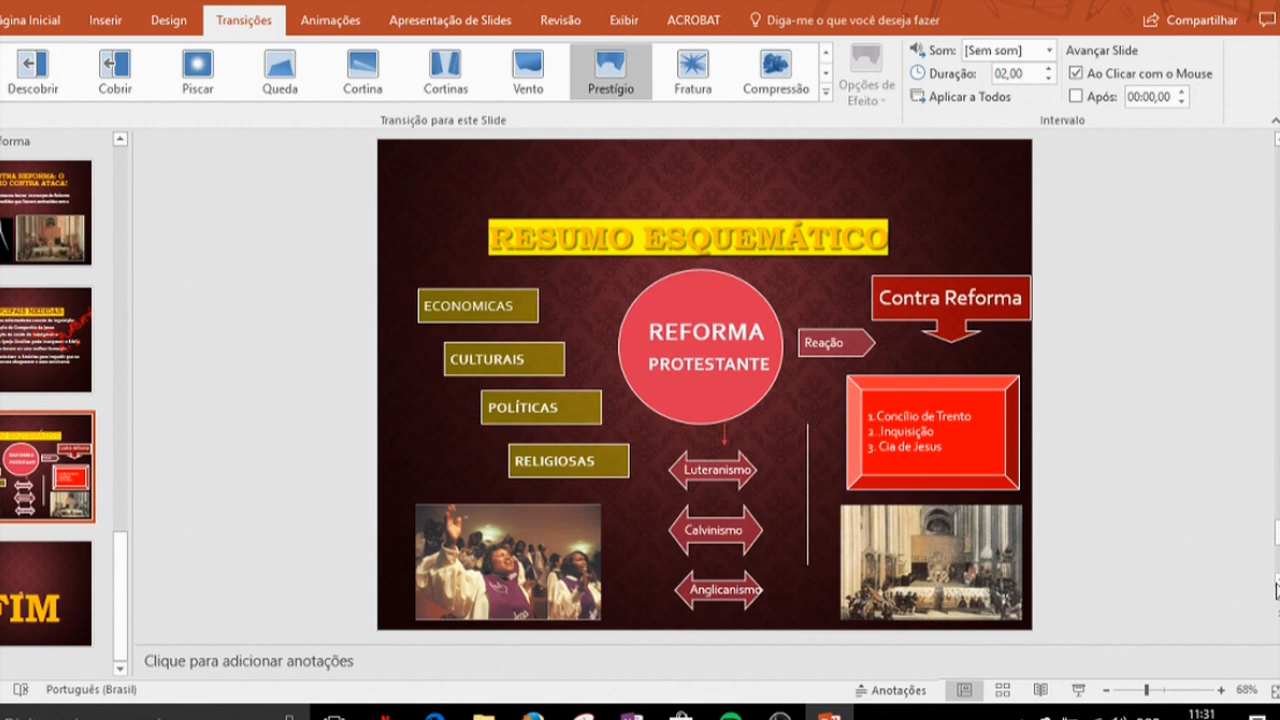 ágina Inicial Inserir Design Transições Animações Apresentação de Slides Revisão Exibir ACROBAT Diga-me o que você deseja fazer Compartilhar
Descobrir Cobrir Piscar Queda Cortina Cortinas Vento Prestígio Fratura Compressão
Opções de
Efeito
Som: [Sem som]
Duração: 02,00
Aplicar a Todos
Avançar Slide
Ao Clicar com o Mouse
Após: 00:00,00
Transição para este Slide
Intervalo
forma
TRA REFORMA: O
O CONTRA ATACA!
FIM
RESUMO ESQUEMÁTICO
ECONOMICAS
CULTURAIS
POLÍTICAS
RELIGIOSAS
REFORMA
PROTESTANTE
Reação
Contra Reforma
1.Concílio de Trento
2..Inquisição
3. Cia de Jesus
Luteranismo
Calvinismo
Anglicanismo
Clique para adicionar anotações
Português (Brasil)
Anotações
68%
11:31